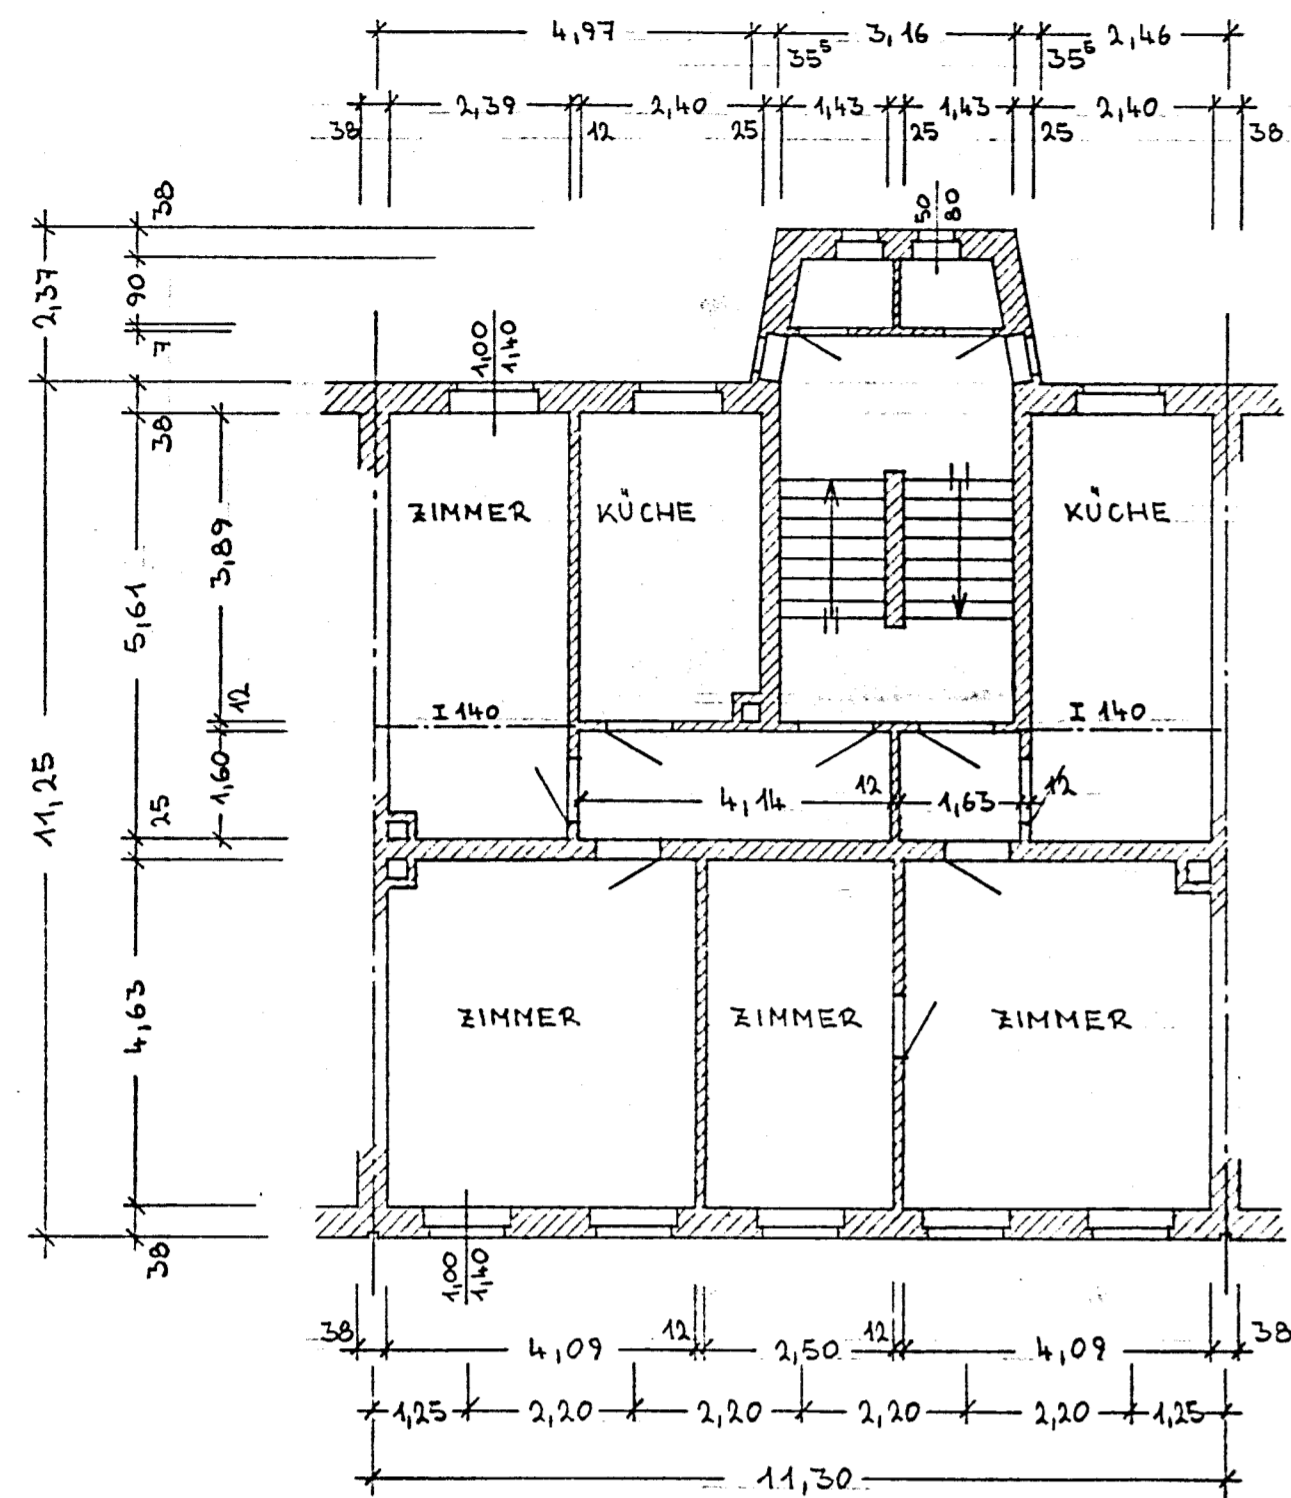 4,97 3,16 2,46
35⁵ 35⁵
2,39 2,40 1,43 1,43 2,40
38 12 25 25 25 38
38
50
80
2,37
90
7
1,00
1,40
38
ZIMMER KÜCHE KÜCHE
3,89
5,61
12
I 140 I 140
1,60
11,25
25
4,14 12 1,63 12
4,63
ZIMMER ZIMMER ZIMMER
38
1,00
1,40
38 12 12 38
4,09 2,50 4,09
1,25 2,20 2,20 2,20 2,20 1,25
11,30